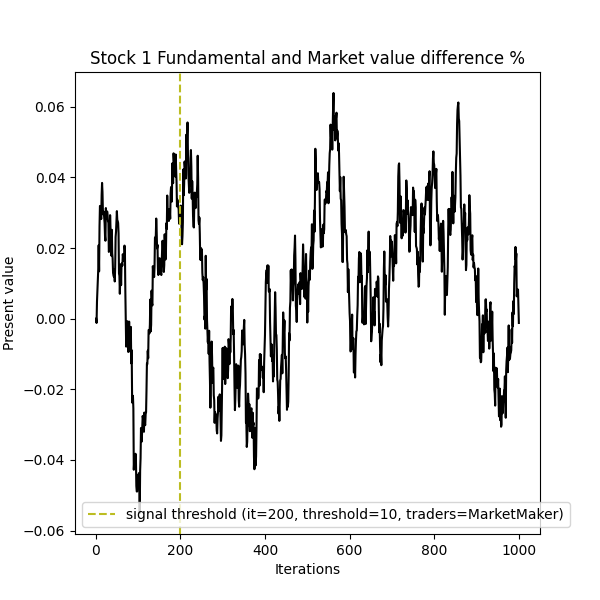 Stock 1 Fundamental and Market value difference %
Present value
0.06
0.04
0.02
0.00
−0.02
−0.04
−0.06
signal threshold (it=200, threshold=10, traders=MarketMaker)
0 200 400 600 800 1000
Iterations